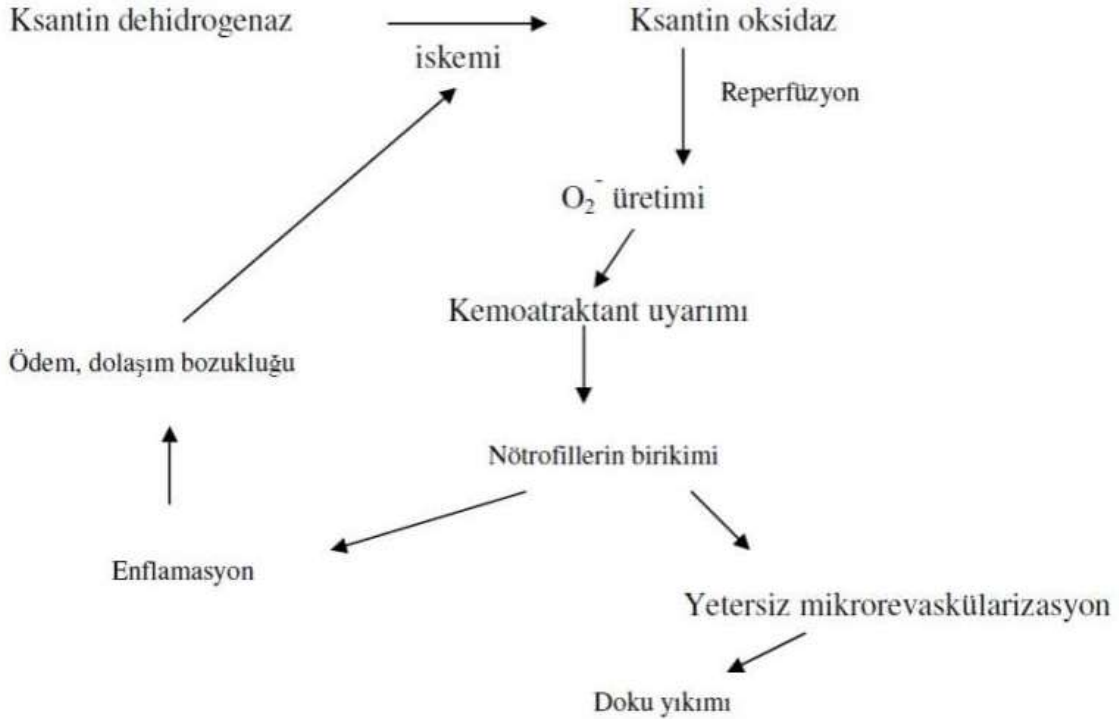 Ksantin dehidrogenaz
Ksantin oksidaz
iskemi
Reperfüzyon
O₂⁻ üretimi
Kemoatraktant uyarımı
Ödem, dolaşım bozukluğu
Nötrofillerin birikimi
Enflamasyon
Yetersiz mikrorevaskülarizasyon
Doku yıkımı